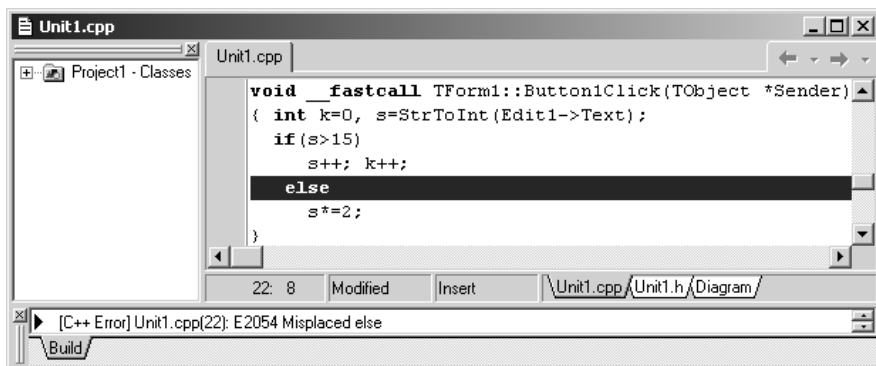 Unit1.cpp
Project1 - Classes
Unit1.cpp
void __fastcall TForm1::Button1Click(TObject *Sender)
{ int k=0, s=StrToInt(Edit1->Text);
if(s>15)
s++; k++;
else
s*=2;
}
22: 8 Modified Insert \Unit1.cpp/Unit1.h/Diagram/
[C++ Error] Unit1.cpp(22): E2054 Misplaced else
\Build/